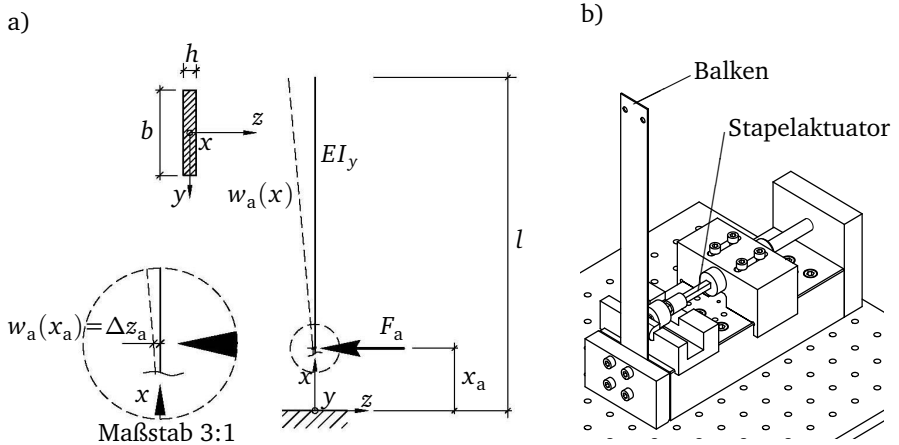 a)
h
b
z
x
y
EI_y
w_a(x)
l
w_a(x_a)=Δz_a
x
Maßstab 3:1
F_a
x_a
x
y
z
b)
Balken
Stapelaktuator